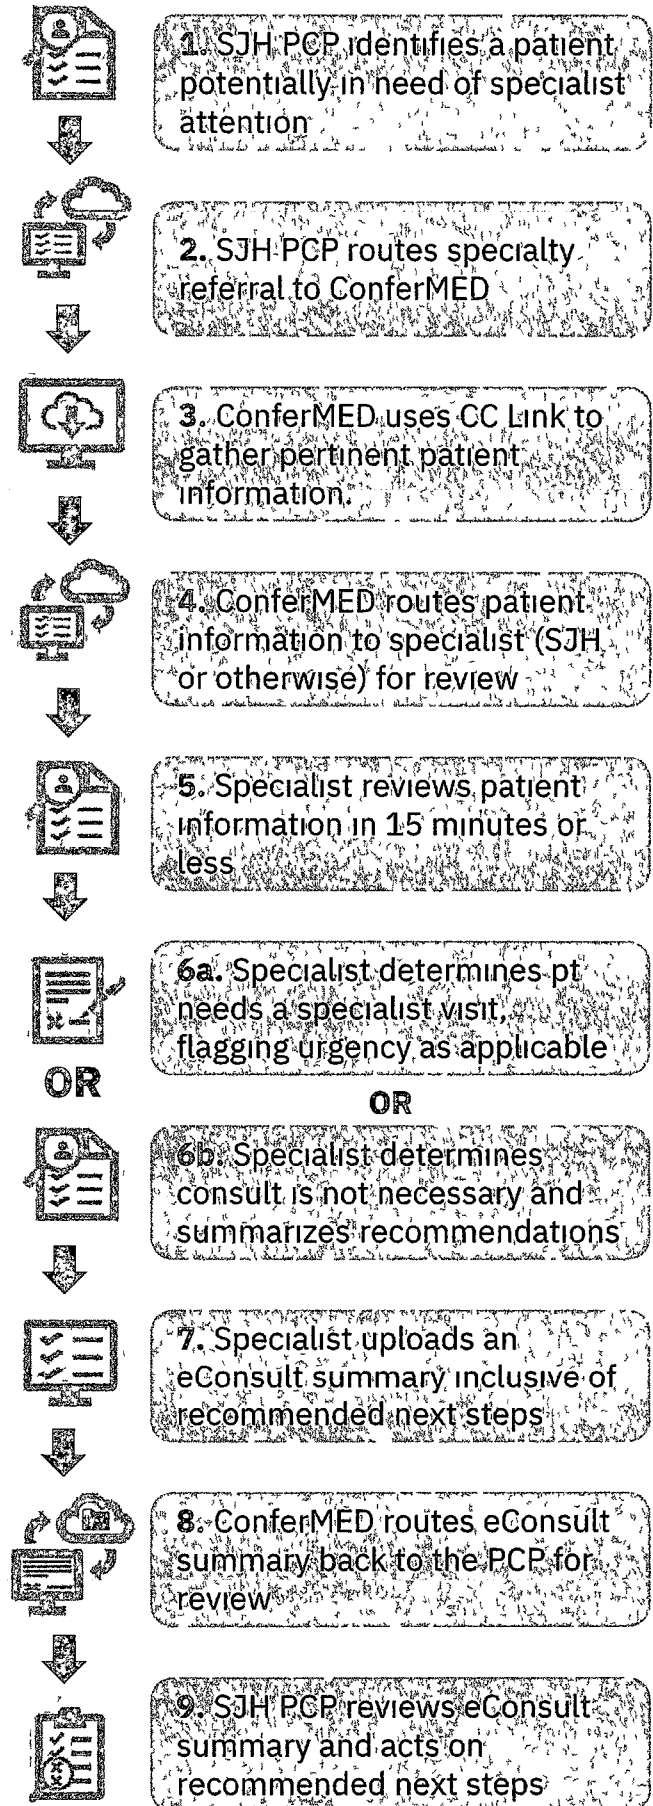 1. SJH PCP identifies a patient
potentially in need of specialist
attention
2. SJH PCP routes specialty
referral to ConferMED
3. ConferMED uses CC Link to
gather pertinent patient
information.
4. ConferMED routes patient
information to specialist (SJH
or otherwise) for review
5. Specialist reviews patient
information in 15 minutes or
less
6a. Specialist determines pt
needs a specialist visit,
flagging urgency as applicable
OR
OR
6b. Specialist determines
consult is not necessary and
summarizes recommendations
7. Specialist uploads an
eConsult summary inclusive of
recommended next steps
8. ConferMED routes eConsult
summary back to the PCP for
review
9. SJH PCP reviews eConsult
summary and acts on
recommended next steps